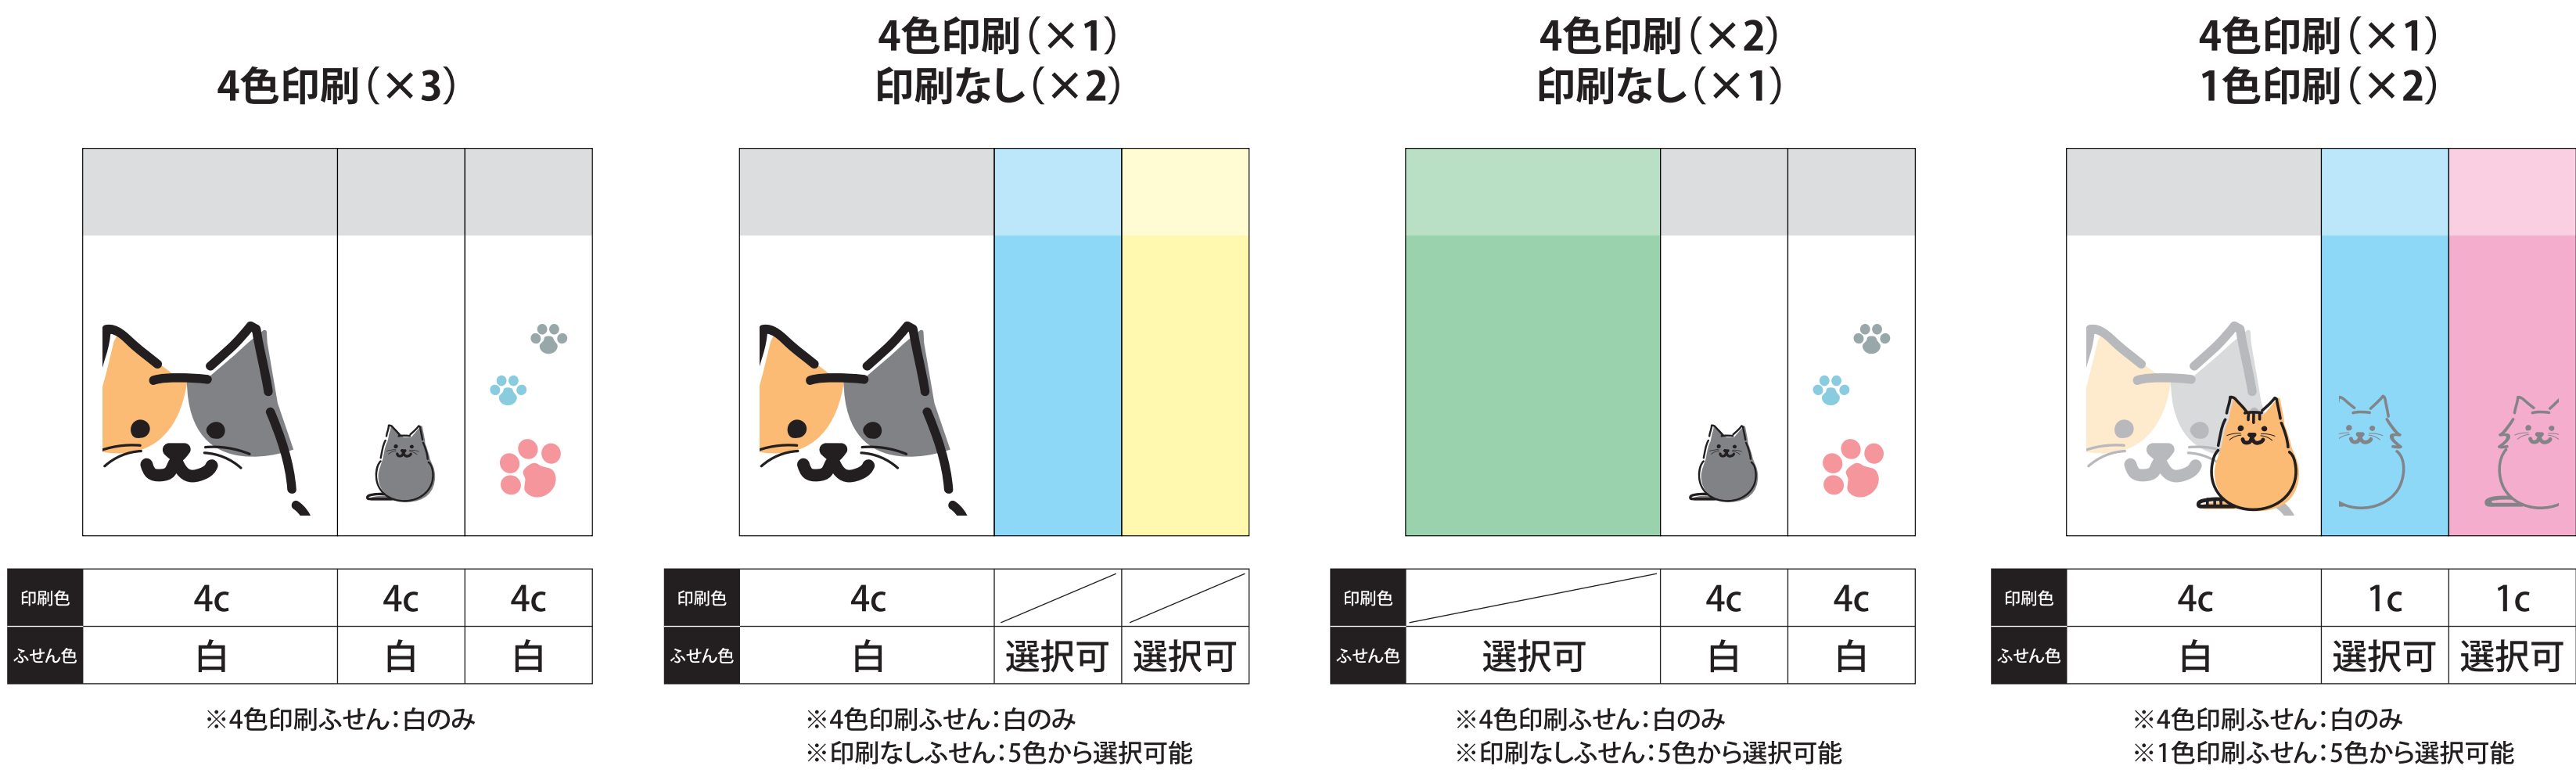 4色印刷（×3）
印刷色 4c 4c 4c
ふせん色 白 白 白
※4色印刷ふせん：白のみ
4色印刷（×1）
印刷なし（×2）
印刷色 4c
ふせん色 白 選択可 選択可
※4色印刷ふせん：白のみ
※印刷なしふせん：5色から選択可能
4色印刷（×2）
印刷なし（×1）
印刷色 4c 4c
ふせん色 選択可 白 白
※4色印刷ふせん：白のみ
※印刷なしふせん：5色から選択可能
4色印刷（×1）
1色印刷（×2）
印刷色 4c 1c 1c
ふせん色 白 選択可 選択可
※4色印刷ふせん：白のみ
※1色印刷ふせん：5色から選択可能